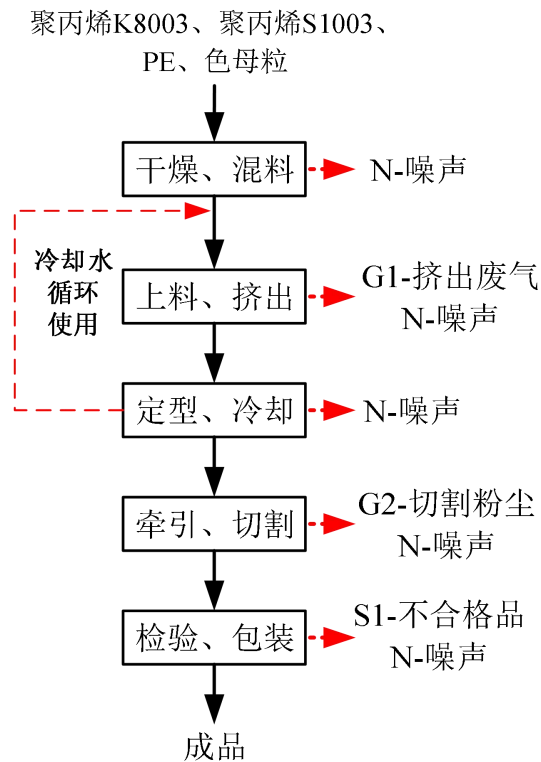 聚丙烯K8003、聚丙烯S1003、
PE、色母粒
干燥、混料
N-噪声
冷却水
循环
使用
上料、挤出
G1-挤出废气
N-噪声
定型、冷却
N-噪声
牵引、切割
G2-切割粉尘
N-噪声
检验、包装
S1-不合格品
N-噪声
成品